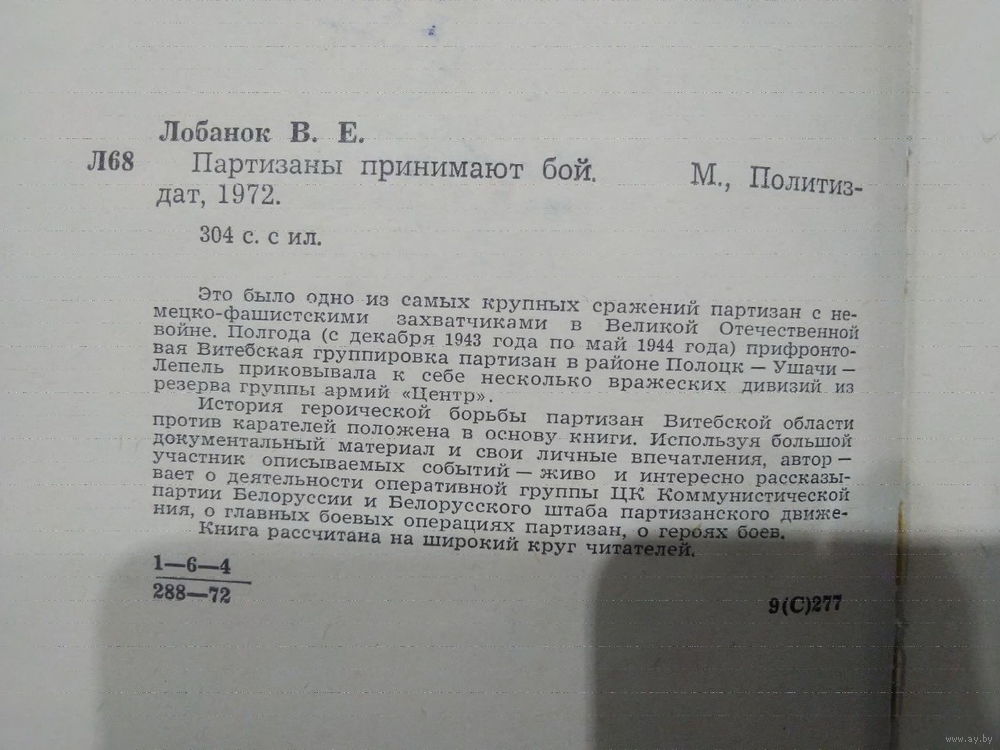 Лобанок В. Е.
Л68 Партизаны принимают бой. М., Политиз-
дат, 1972.
304 с. с ил.
Это было одно из самых крупных сражений партизан с не-
мецко-фашистскими захватчиками в Великой Отечественной
войне. Полгода (с декабря 1943 года по май 1944 года) прифронто-
вая Витебская группировка партизан в районе Полоцк — Ушачи —
Лепель приковывала к себе несколько вражеских дивизий из
резерва группы армий «Центр».
История героической борьбы партизан Витебской области
против карателей положена в основу книги. Используя большой
документальный материал и свои личные впечатления, автор —
участник описываемых событий — живо и интересно рассказы-
вает о деятельности оперативной группы ЦК Коммунистической
партии Белоруссии и Белорусского штаба партизанского движе-
ния, о главных боевых операциях партизан, о героях боев.
Книга рассчитана на широкий круг читателей.
1—6—4
288—72
9(С)277
www.ay.by